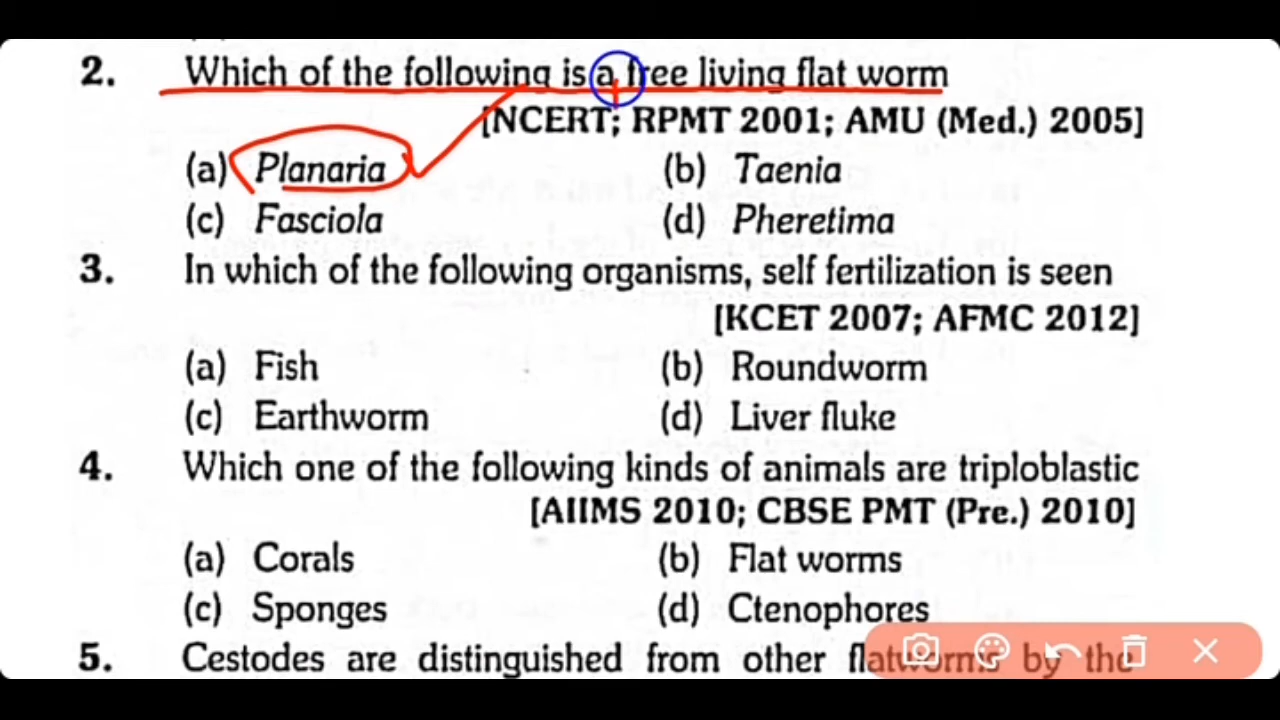 2. Which of the following is a free living flat worm
[NCERT; RPMT 2001; AMU (Med.) 2005]
(a) Planaria (b) Taenia
(c) Fasciola (d) Pheretima
3. In which of the following organisms, self fertilization is seen
[KCET 2007; AFMC 2012]
(a) Fish (b) Roundworm
(c) Earthworm (d) Liver fluke
4. Which one of the following kinds of animals are triploblastic
[AIIMS 2010; CBSE PMT (Pre.) 2010]
(a) Corals (b) Flat worms
(c) Sponges (d) Ctenophores
5. Cestodes are distinguished from other flatworms by the